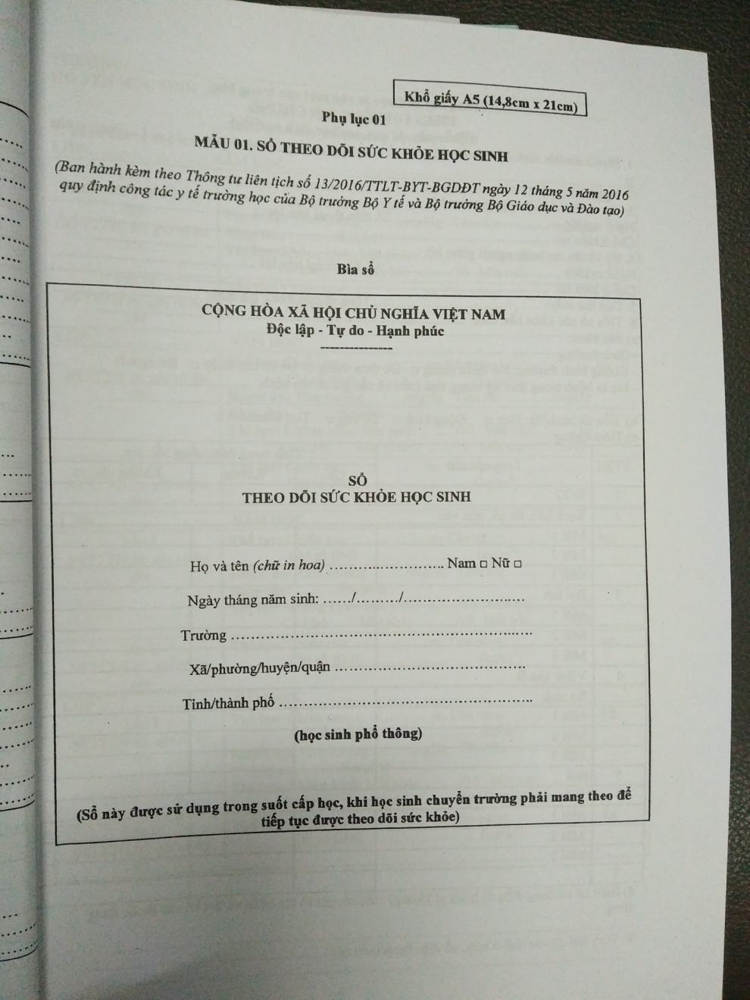 Khổ giấy A5 (14,8cm x 21cm)
Phụ lục 01
MẪU 01. SỔ THEO DÕI SỨC KHỎE HỌC SINH
(Ban hành kèm theo Thông tư liên tịch số 13/2016/TTLT-BYT-BGDĐT ngày 12 tháng 5 năm 2016
quy định công tác y tế trường học của Bộ trưởng Bộ Y tế và Bộ trưởng Bộ Giáo dục và Đào tạo)
Bìa sổ
CỘNG HÒA XÃ HỘI CHỦ NGHĨA VIỆT NAM
Độc lập - Tự do - Hạnh phúc
---------------
SỔ
THEO DÕI SỨC KHỎE HỌC SINH
Họ và tên (chữ in hoa) ........................ Nam □ Nữ □
Ngày tháng năm sinh: ....../........./.........................
Trường ............................................................
Xã/phường/huyện/quận ......................................
Tỉnh/thành phố ..................................................
(học sinh phổ thông)
(Sổ này được sử dụng trong suốt cấp học, khi học sinh chuyển trường phải mang theo để
tiếp tục được theo dõi sức khỏe)